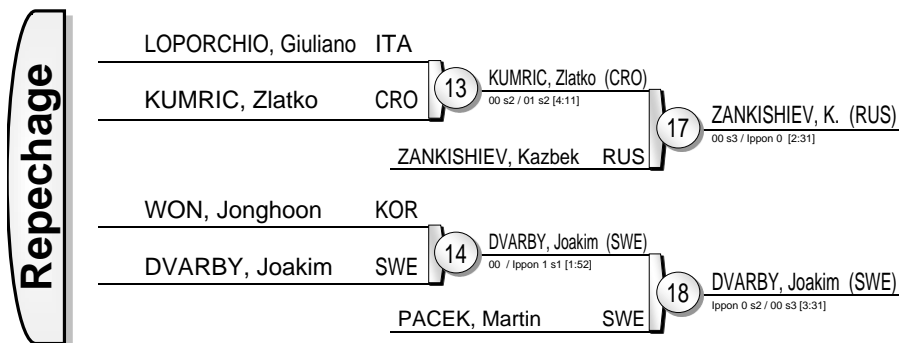 Repechage
LOPORCHIO, Giuliano ITA
KUMRIC, Zlatko CRO
13
KUMRIC, Zlatko (CRO)
00 s2 / 01 s2 [4:11]
ZANKISHIEV, Kazbek RUS
17
ZANKISHIEV, K. (RUS)
00 s3 / Ippon 0 [2:31]
WON, Jonghoon KOR
DVARBY, Joakim SWE
14
DVARBY, Joakim (SWE)
00 / Ippon 1 s1 [1:52]
PACEK, Martin SWE
18
DVARBY, Joakim (SWE)
Ippon 0 s2 / 00 s3 [3:31]